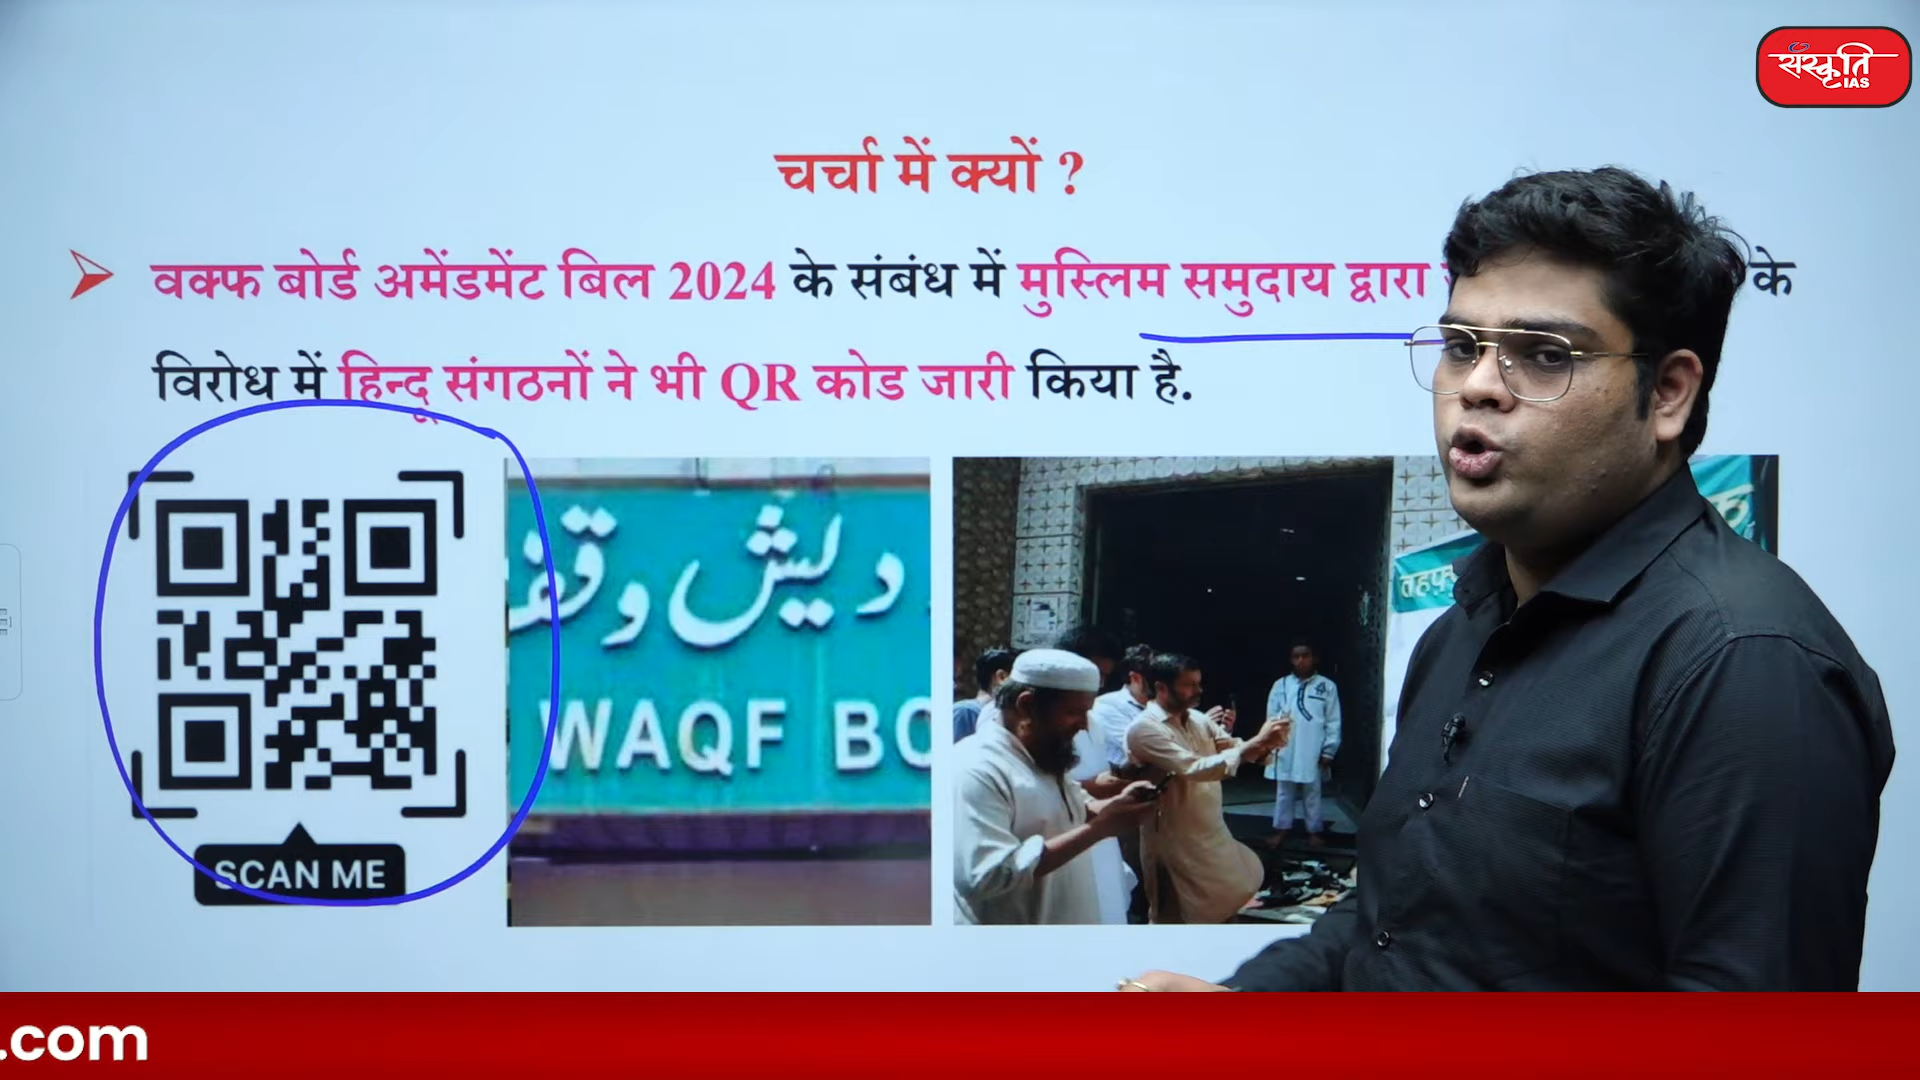 संस्कृति
IAS
चर्चा में क्यों ?
वक्फ बोर्ड अमेंडमेंट बिल 2024 के संबंध में मुस्लिम समुदाय द्वारा के
विरोध में हिन्दू संगठनों ने भी QR कोड जारी किया है.
دیش وقف
WAQF BO
SCAN ME
.com